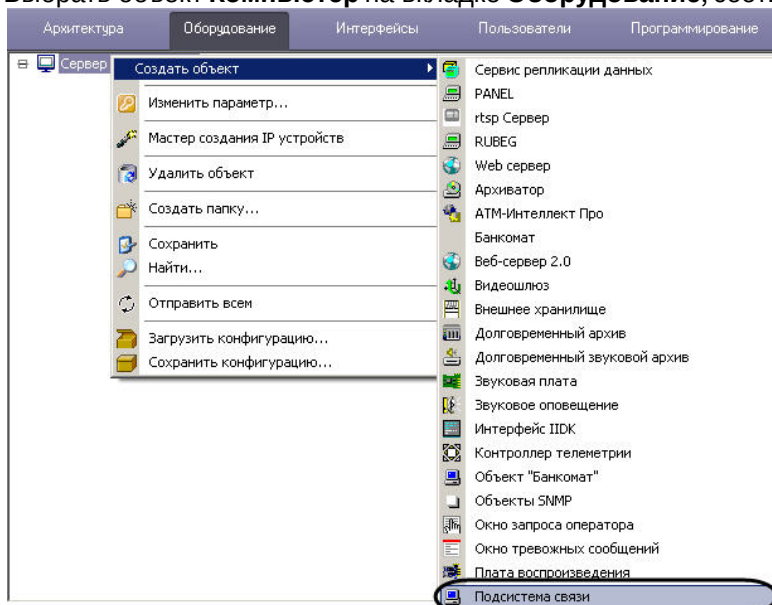 Выбрать объект Компьютер на вкладке Оборудование,
Архитектура Оборудование Интерфейсы Пользователи Программирование
Сервер
Создать объект
Изменить параметр...
Мастер создания IP устройств
Удалить объект
Создать папку...
Сохранить
Найти...
Отправить всем
Загрузить конфигурацию...
Сохранить конфигурацию...
Сервис репликации данных
PANEL
rtsp Сервер
RUBEG
Web сервер
Архиватор
ATM-Интеллект Про
Банкомат
Веб-сервер 2.0
Видеошлюз
Внешнее хранилище
Долговременный архив
Долговременный звуковой архив
Звуковая плата
Звуковое оповещение
Интерфейс IIDK
Контроллер телеметрии
Объект "Банкомат"
Объекты SNMP
Окно запроса оператора
Окно тревожных сообщений
Плата воспроизведения
Подсистема связи